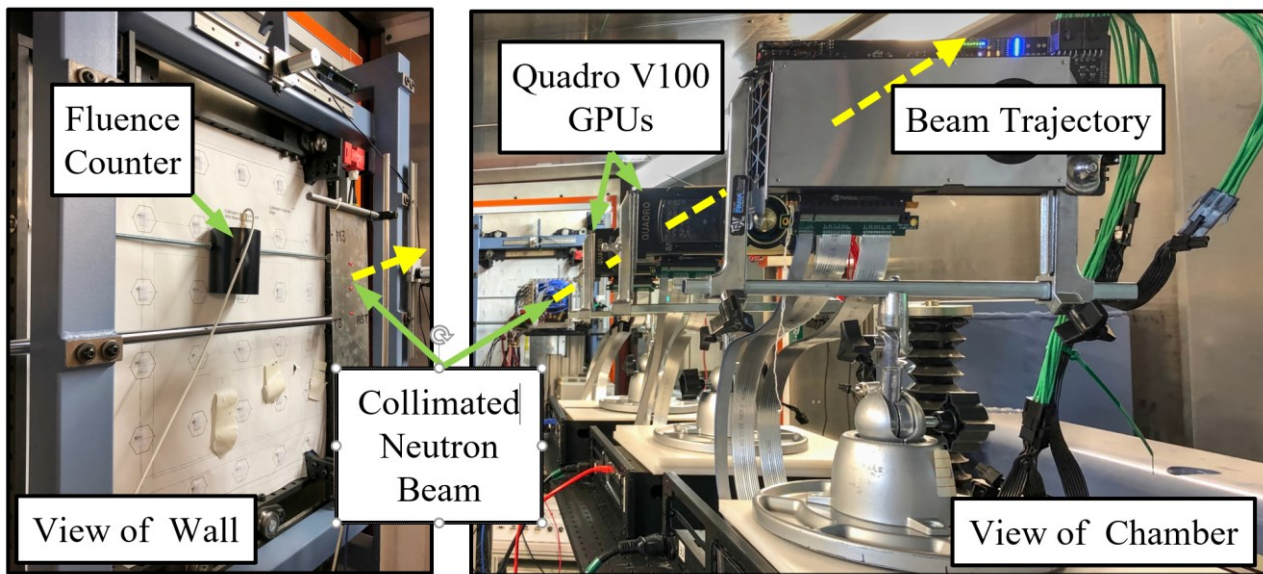 Fluence
Counter
View of  Wall
Collimated
Neutron
Beam
Quadro V100
GPUs
QUADRO
Beam Trajectory
View of  Chamber